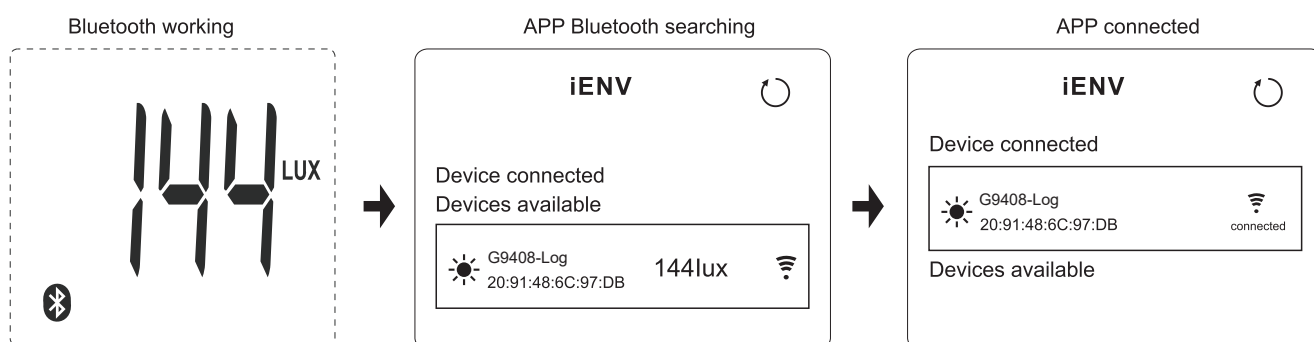 Bluetooth working
144 LUX
APP Bluetooth searching
iENV
Device connected
Devices available
G9408-Log
20:91:48:6C:97:DB
144lux
APP connected
iENV
Device connected
G9408-Log
20:91:48:6C:97:DB
connected
Devices available